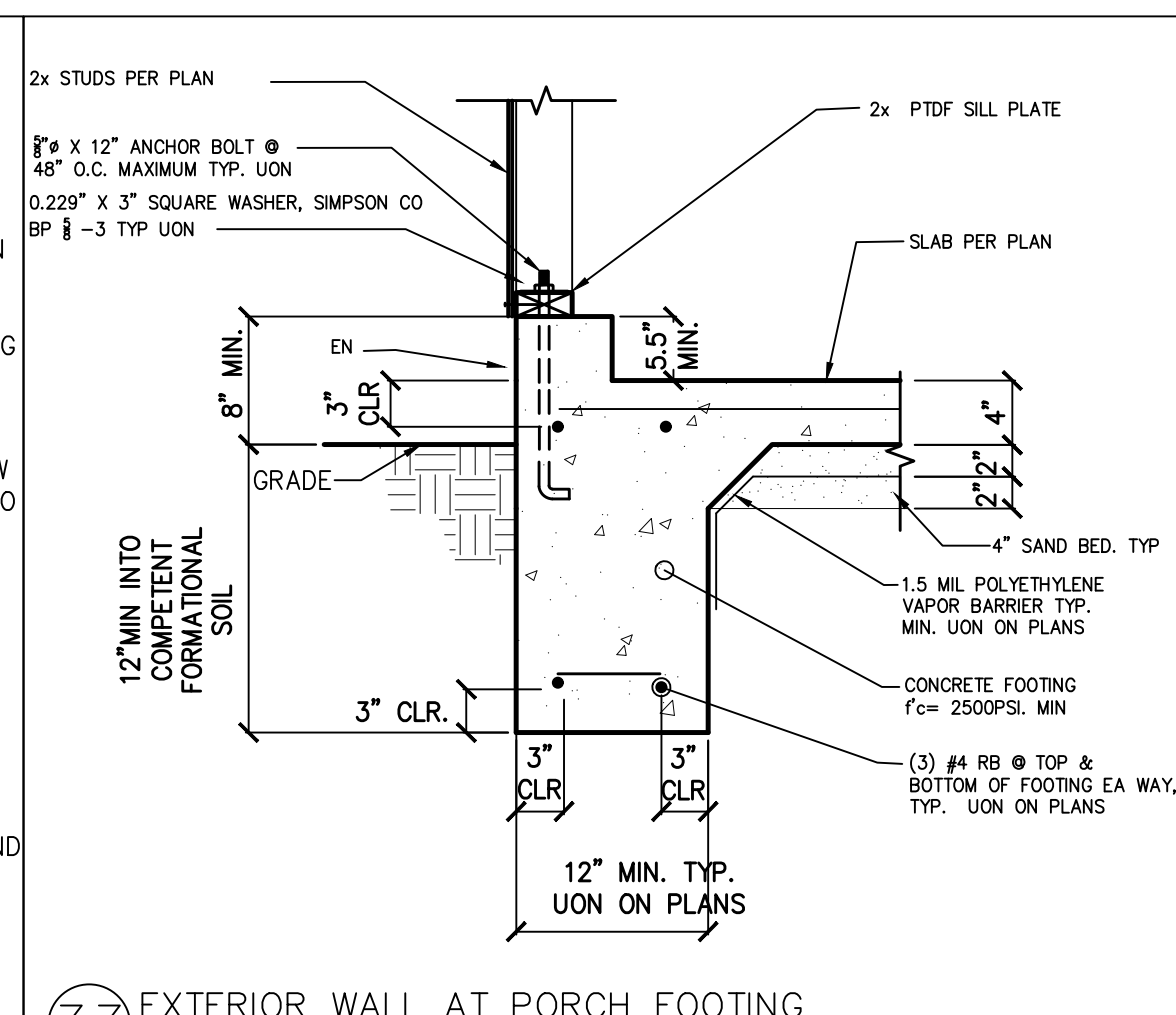 2x STUDS PER PLAN
⅝"ø X 12" ANCHOR BOLT @
48" O.C. MAXIMUM TYP. UON
0.229" X 3" SQUARE WASHER, SIMPSON CO
BP ⅝ -3 TYP UON
2x PTDF SILL PLATE
SLAB PER PLAN
N
G
W
O
ND
8" MIN.
EN
3"
CLR
5.5"
MIN.
4"
2"
2"
GRADE
12"MIN INTO
COMPETENT
FORMATIONAL
SOIL
4" SAND BED. TYP
1.5 MIL POLYETHYLENE
VAPOR BARRIER TYP.
MIN. UON ON PLANS
CONCRETE FOOTING
f'c= 2500PSI. MIN
3" CLR.
3"
CLR
3"
CLR
(3) #4 RB @ TOP &
BOTTOM OF FOOTING EA WAY,
TYP. UON ON PLANS
12" MIN. TYP.
UON ON PLANS
EXTERIOR WALL AT PORCH FOOTING